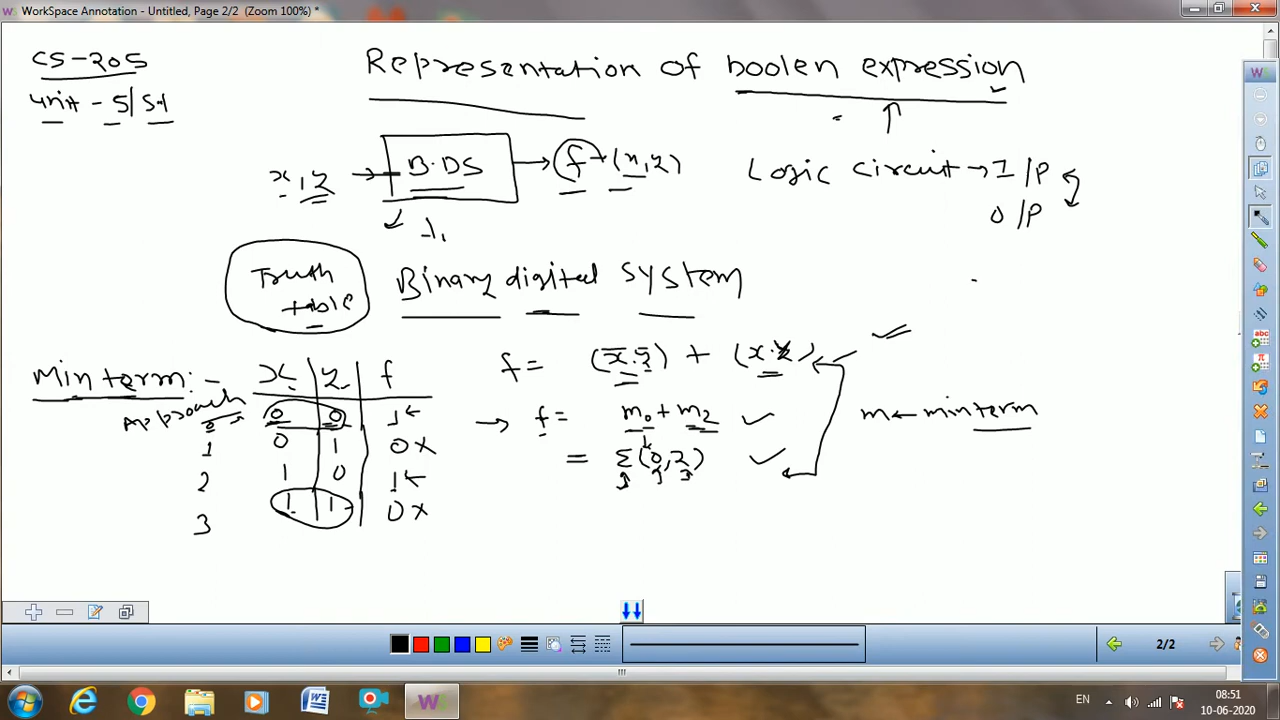 WorkSpace Annotation - Untitled, Page 2/2 (Zoom 100%) *
CS-205
Unit - 5/5.1
Representation of boolen expression
x, y → B·DS → f → (x, y)
Logic circuit → I/P
O/P
Truth table
Binary digital system
Min term: -
Approach
x y f
0 0 0 1
1 0 1 0 x
2 1 0 1
3 1 1 0 x
f = (x̅·y̅) + (x·y̅)
→ f = m₀ + m₂
= Σ(0,2)
m ← minterm
2/2
EN
08:51
10-06-2020